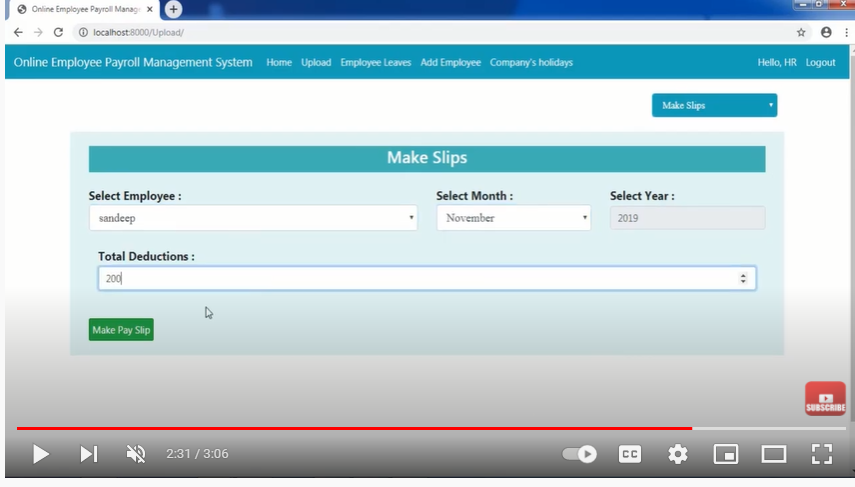 Online Employee Payroll Manag
localhost:8000/Upload/
Online Employee Payroll Management System Home Upload Employee Leaves Add Employee Company's holidays Hello, HR Logout
Make Slips
Make Slips
Select Employee : Select Month : Select Year :
sandeep November 2019
Total Deductions :
200
Make Pay Slip
SUBSCRIBE
2:31 / 3:06 CC